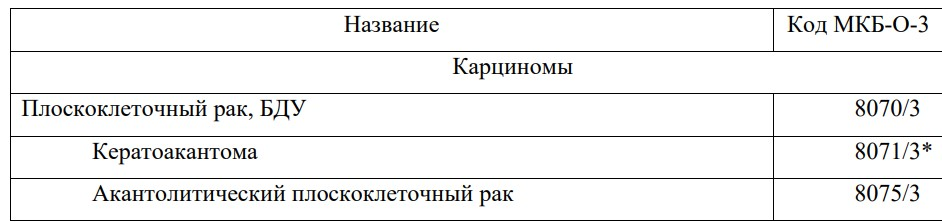 Название Код МКБ-О-3
Карциномы
Плоскоклеточный рак, БДУ 8070/3
Кератоакантома 8071/3*
Акантолитический плоскоклеточный рак 8075/3